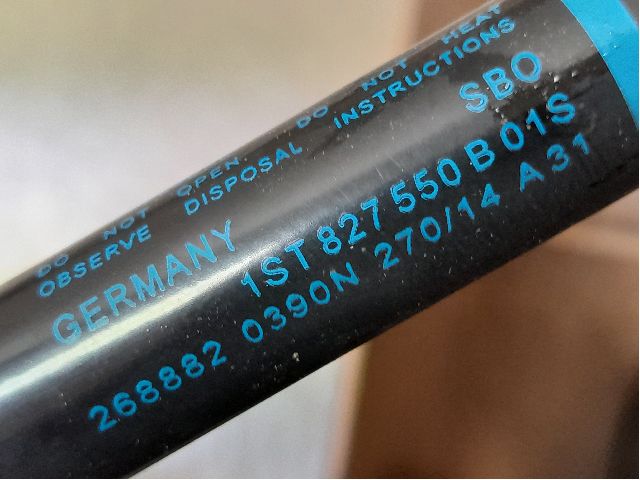 DO NOT OPEN. DO NOT HEAT
OBSERVE DISPOSAL INSTRUCTIONS
GERMANY SBO
1ST 827 550 B 01S
268882 0390N 270/14 A 31